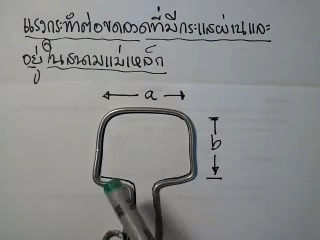 แรงกระทำต่อขดลวดที่มีกระแสผ่านและ
อยู่ในสนามแม่เหล็ก
a
b